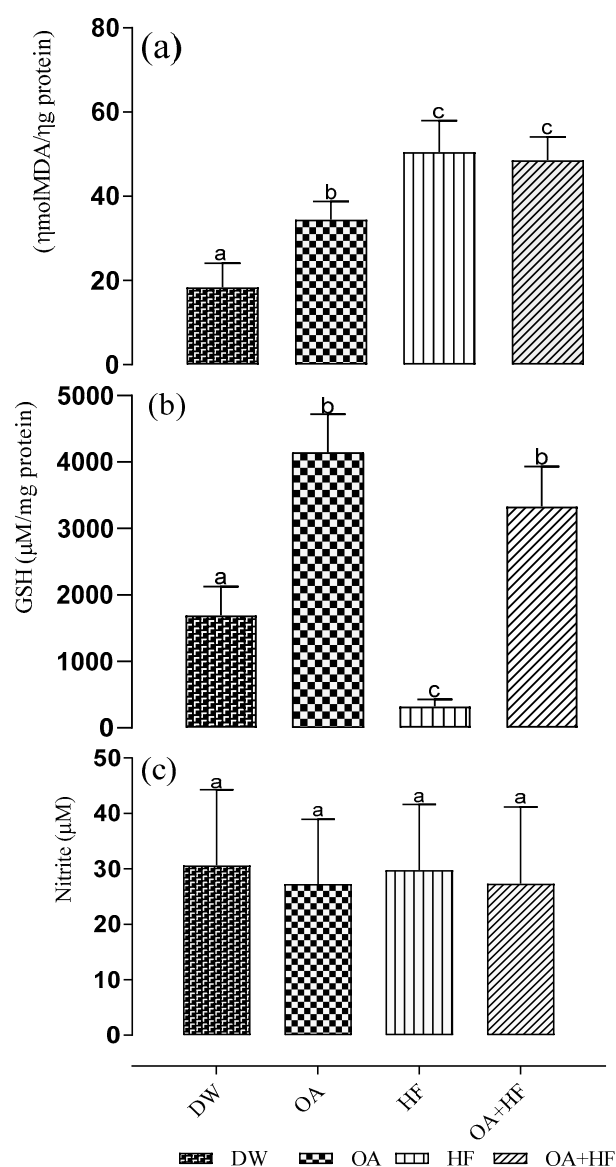 (a)
(ηmolMDA/ηg protein)
80
60
40
20
0
a
b
c
c
(b)
GSH (µM/mg protein)
5000
4000
3000
2000
1000
0
a
b
c
b
(c)
Nitrite (µM)
50
40
30
20
10
0
a
a
a
a
DW
OA
HF
OA+HF
DW OA HF OA+HF